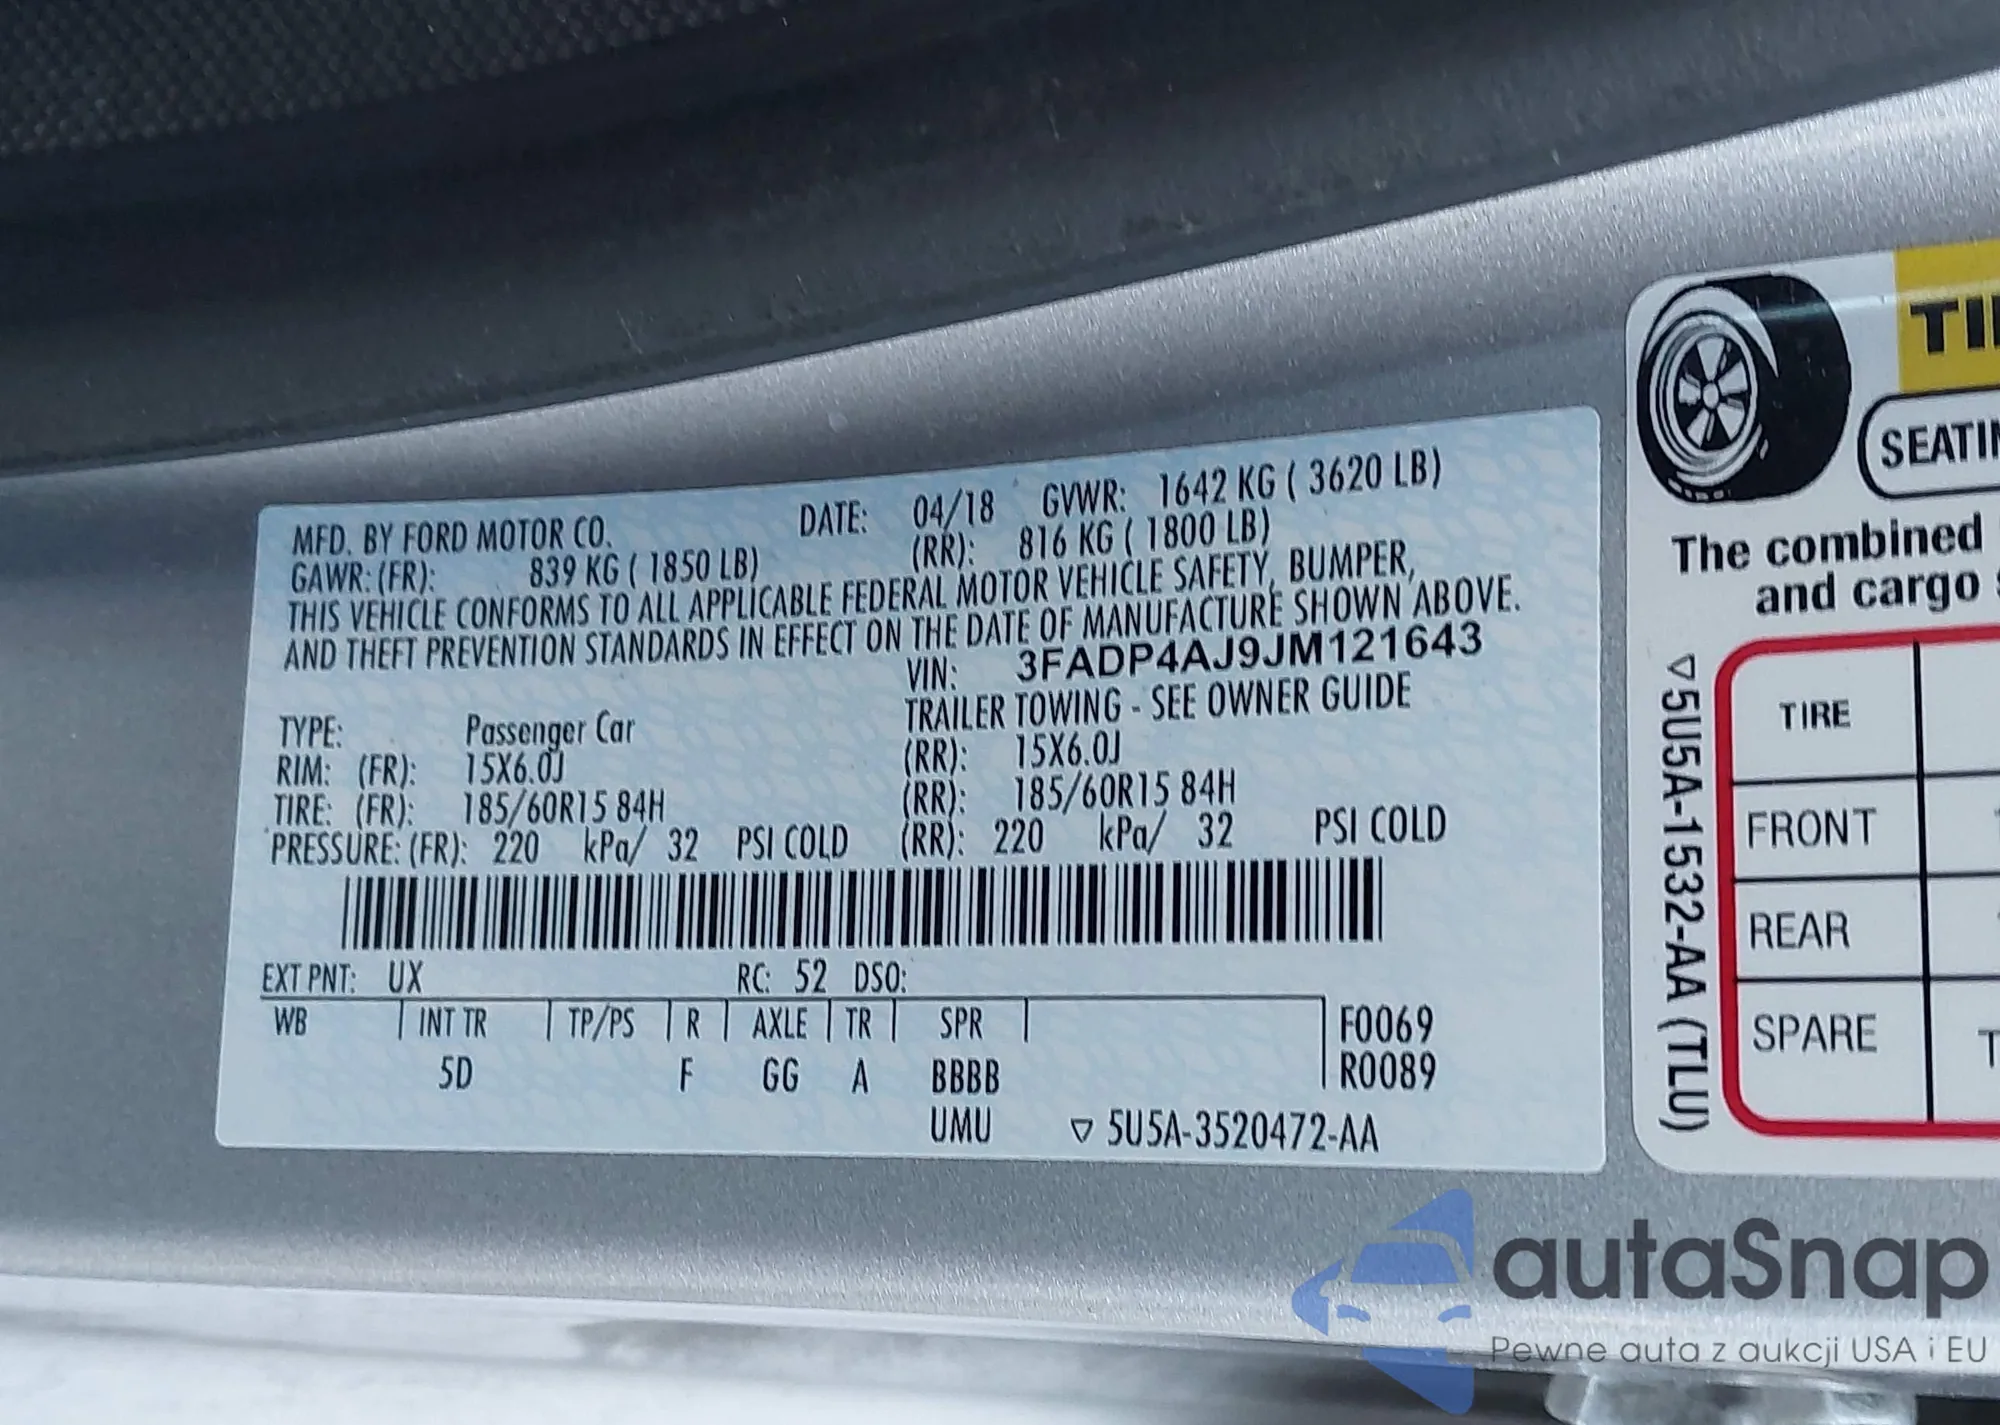 MFD. BY FORD MOTOR CO. DATE: 04/18 GVWR: 1642 KG ( 3620 LB)
GAWR: (FR): 839 KG ( 1850 LB) (RR): 816 KG ( 1800 LB)
THIS VEHICLE CONFORMS TO ALL APPLICABLE FEDERAL MOTOR VEHICLE SAFETY, BUMPER,
AND THEFT PREVENTION STANDARDS IN EFFECT ON THE DATE OF MANUFACTURE SHOWN ABOVE.
VIN: 3FADP4AJ9JM121643
TRAILER TOWING - SEE OWNER GUIDE
TYPE: Passenger Car
RIM: (FR): 15X6.0J (RR): 15X6.0J
TIRE: (FR): 185/60R15 84H (RR): 185/60R15 84H
PRESSURE: (FR): 220 kPa/ 32 PSI COLD (RR): 220 kPa/ 32 PSI COLD
EXT PNT: UX RC: 52 DSO:
WB INT TR TP/PS R AXLE TR SPR F0069
5D F GG A BBBB R0089
UMU ▽ 5U5A-3520472-AA
SEATIN
The combined
and cargo
▽5U5A-1532-AA (TLU)
TIRE
FRONT
REAR
SPARE T
autaSnap
Pewne auta z aukcji USA i EU